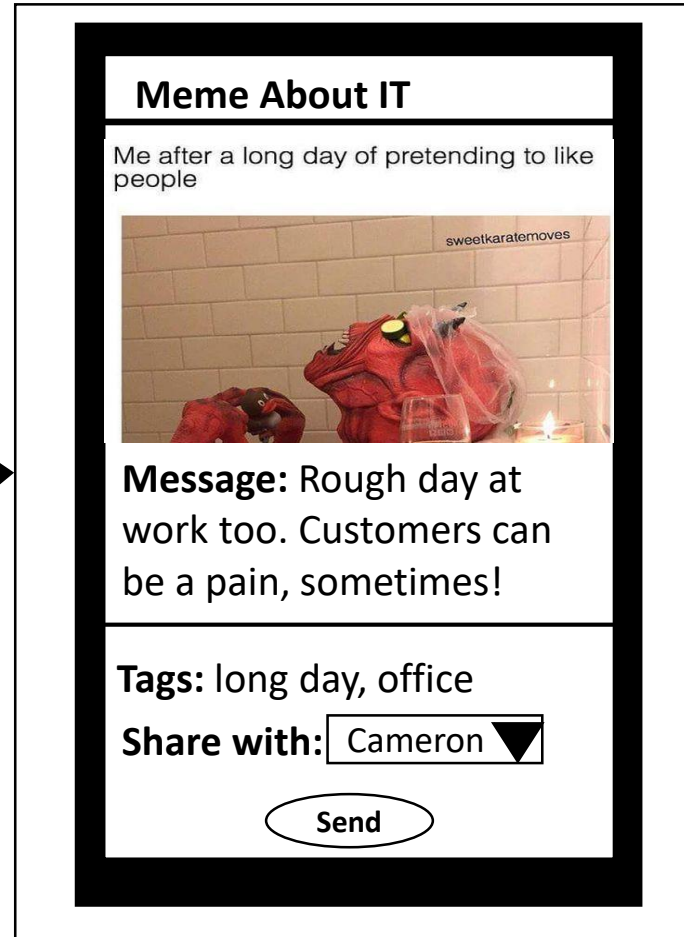 Meme About IT
Me after a long day of pretending to like
people
sweetkaratemoves
Message: Rough day at
work too. Customers can
be a pain, sometimes!
Tags: long day, office
Share with: Cameron
Send